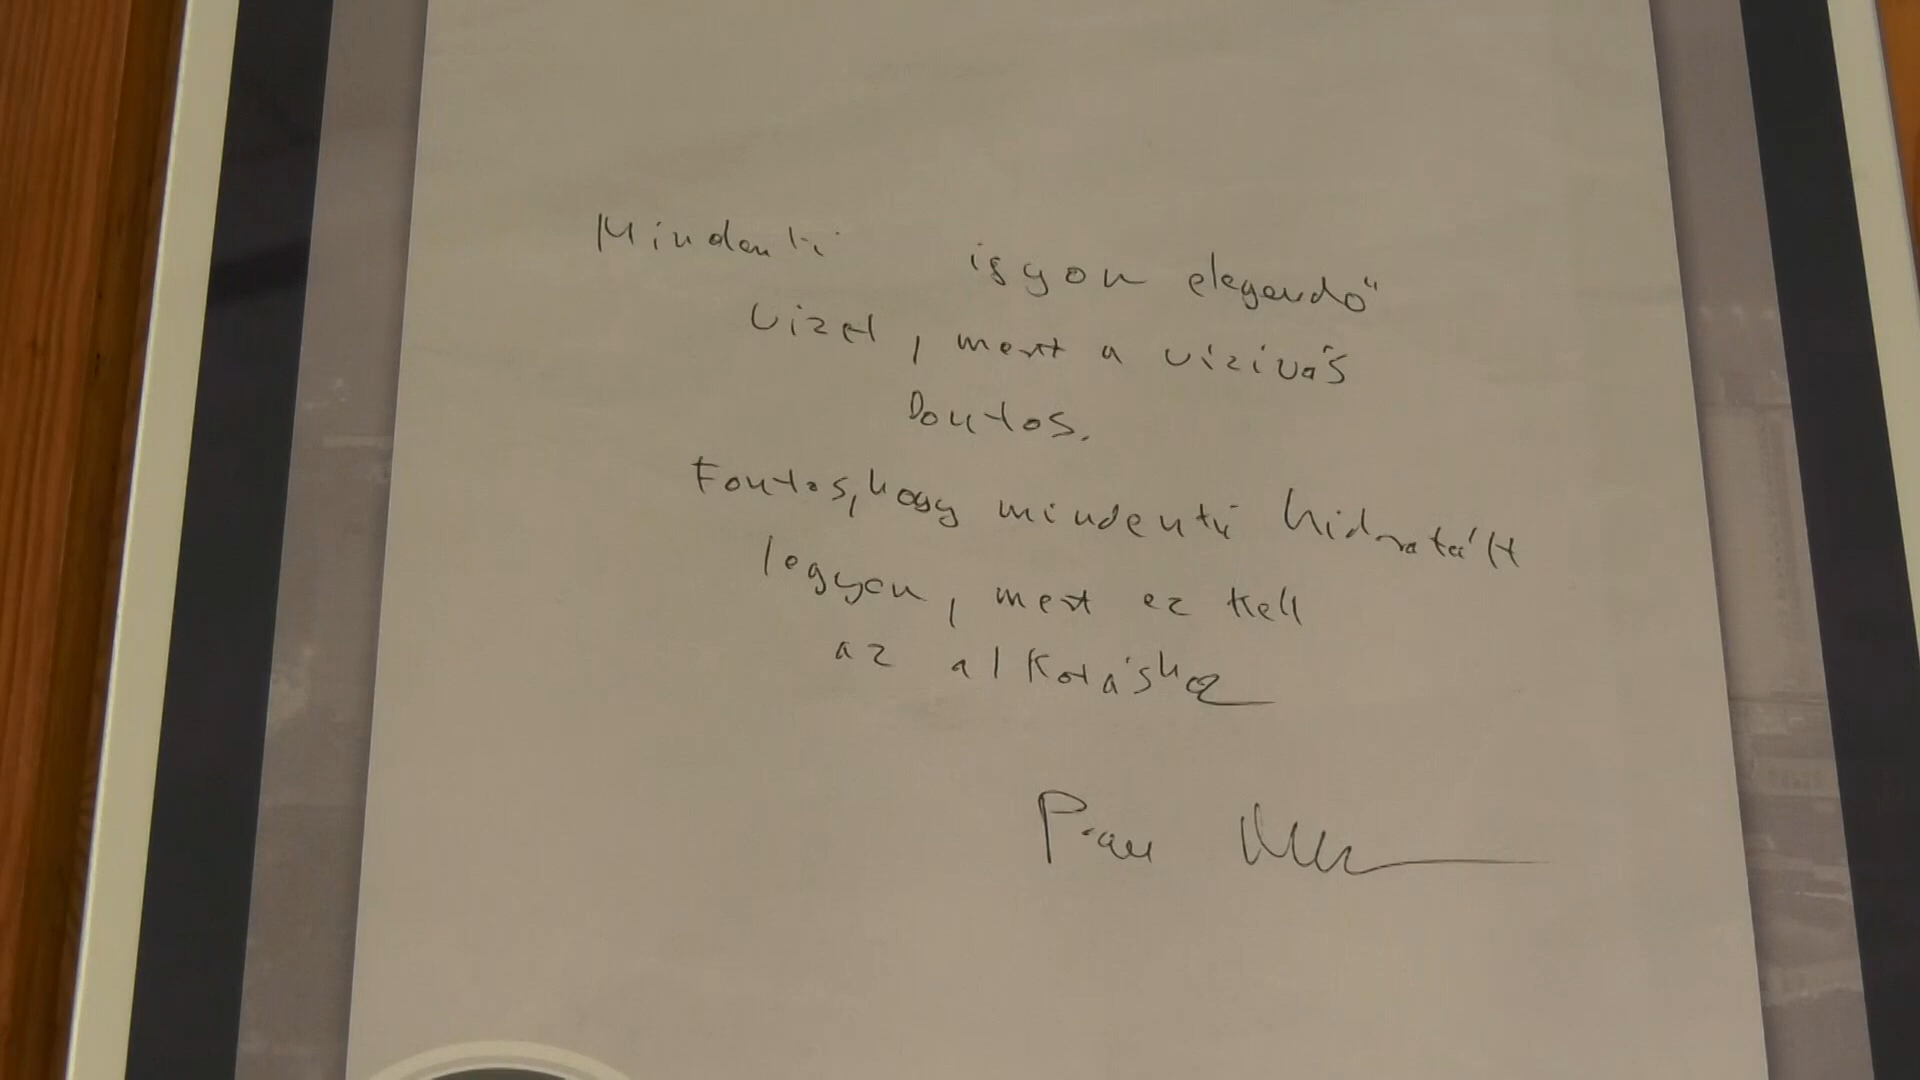 Mindenki igyon elegendő
vizet, mert a vízivás
Fontos.
Fontos, hogy mindenki hidratált
legyen, mert ez kell
az alkotáshoz